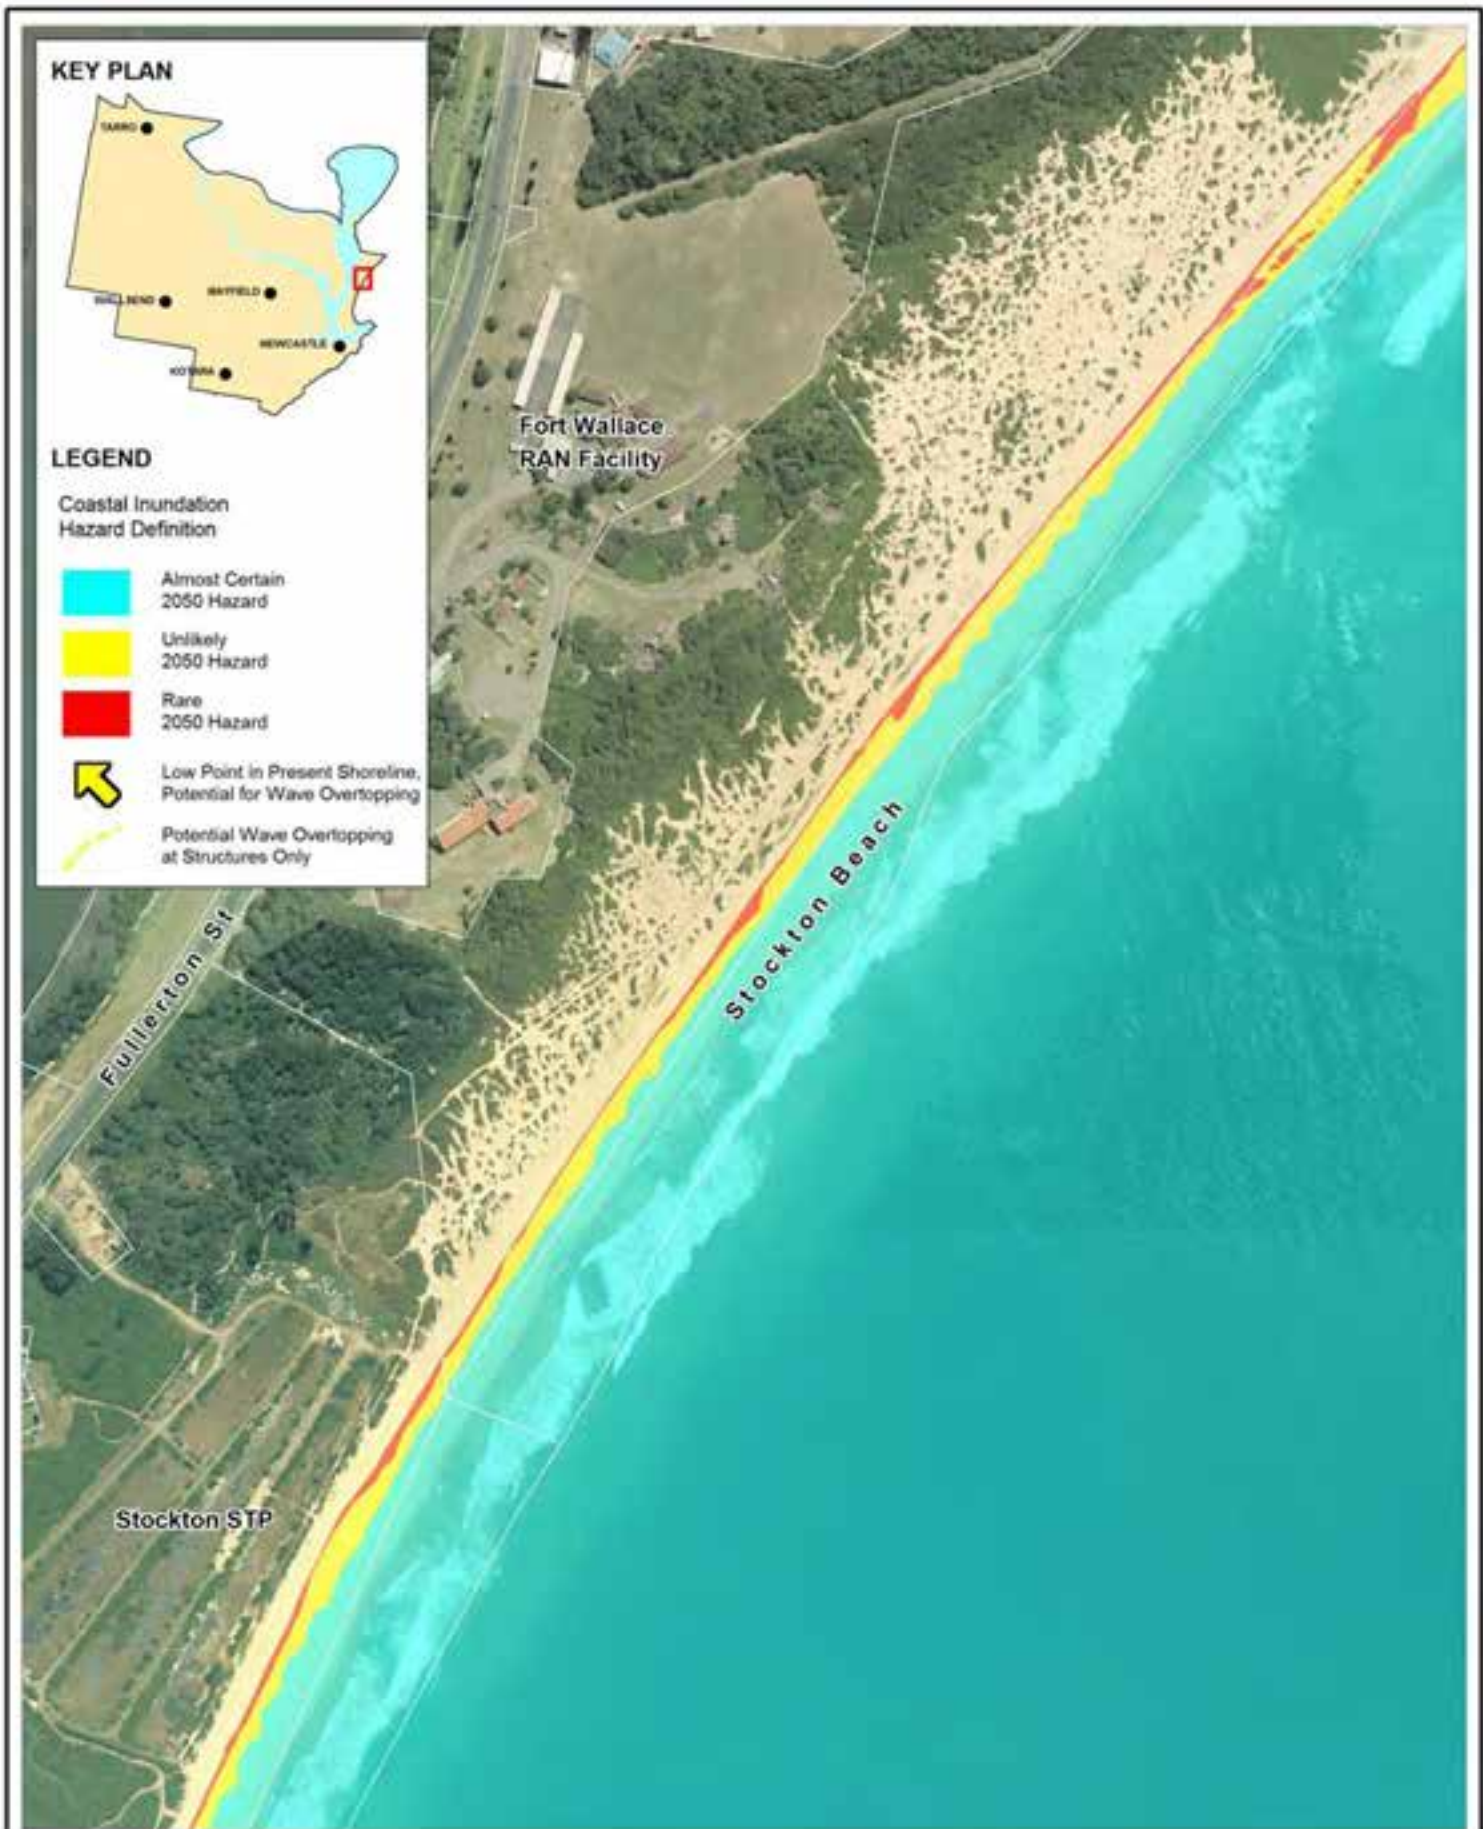 KEY PLAN
TARRO
WALLSEND
MAYFIELD
NEWCASTLE
KOTARA
LEGEND
Coastal Inundation
Hazard Definition
Almost Certain
2050 Hazard
Unlikely
2050 Hazard
Rare
2050 Hazard
Low Point in Present Shoreline,
Potential for Wave Overtopping
Potential Wave Overtopping
at Structures Only
Fort Wallace
RAN Facility
Stockton Beach
Fullerton St
Stockton STP